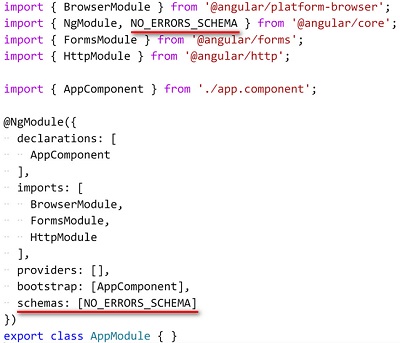 import { BrowserModule } from '@angular/platform-browser';
import { NgModule, NO_ERRORS_SCHEMA } from '@angular/core';
import { FormsModule } from '@angular/forms';
import { HttpModule } from '@angular/http';

import { AppComponent } from './app.component';

@NgModule({
  declarations: [
    AppComponent
  ],
  imports: [
    BrowserModule,
    FormsModule,
    HttpModule
  ],
  providers: [],
  bootstrap: [AppComponent],
  schemas: [NO_ERRORS_SCHEMA]
})
export class AppModule { }